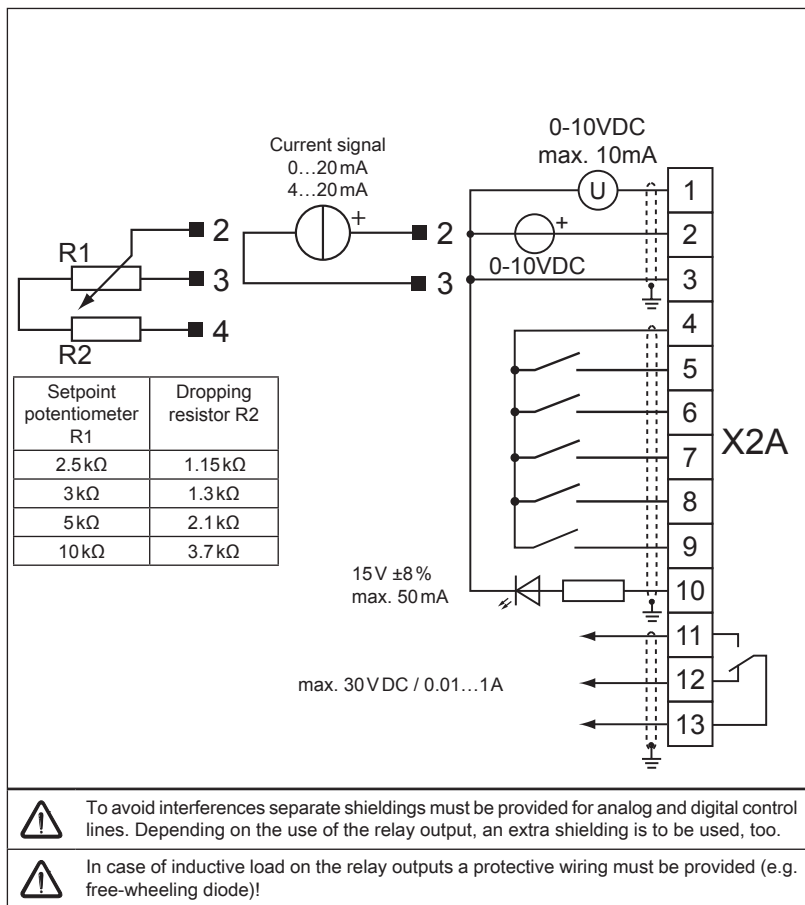 0-10VDC
max. 10mA
U
Current signal
0…20mA
4…20mA
+
2
3
+
0-10VDC
R1
R2
2
3
4
1
2
3
4
5
6
7
8
9
10
11
12
13
X2A
Setpoint potentiometer R1 Dropping resistor R2
2.5kΩ 1.15kΩ
3kΩ 1.3kΩ
5kΩ 2.1kΩ
10kΩ 3.7kΩ
15V ±8%
max. 50mA
max. 30VDC / 0.01…1A
To avoid interferences separate shieldings must be provided for analog and digital control
lines. Depending on the use of the relay output, an extra shielding is to be used, too.
In case of inductive load on the relay outputs a protective wiring must be provided (e.g.
free-wheeling diode)!